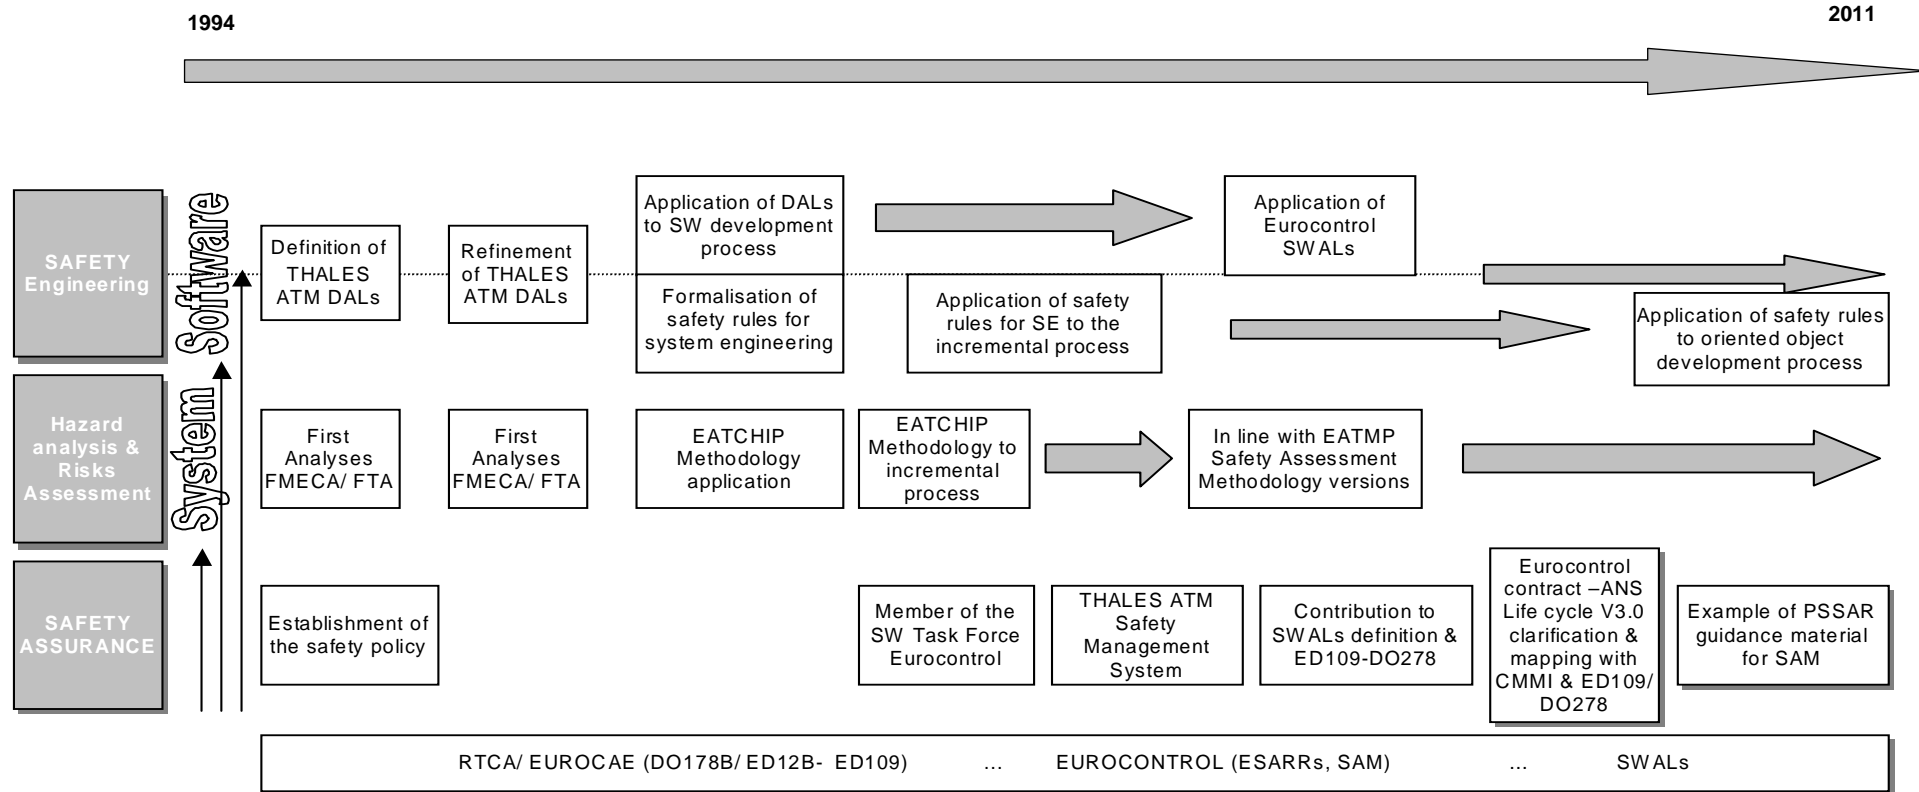 1994
2011
SAFETY
Engineering
Software
Definition of
THALES
ATM DALs
Refinement
of THALES
ATM DALs
Application of DALs
to SW development
process
Formalisation of
safety rules for
system engineering
Application of safety
rules for SE to the
incremental process
Application of
Eurocontrol
SWALs
Application of safety rules
to oriented object
development process
Hazard
analysis &
Risks
Assessment
System
First
Analyses
FMECA/ FTA
First
Analyses
FMECA/ FTA
EATCHIP
Methodology
application
EATCHIP
Methodology to
incremental
process
In line with EATMP
Safety Assessment
Methodology versions
SAFETY
ASSURANCE
Establishment of
the safety policy
Member of the
SW Task Force
Eurocontrol
THALES ATM
Safety
Management
System
Contribution to
SWALs definition &
ED109-DO278
Eurocontrol
contract –ANS
Life cycle V3.0
clarification &
mapping with
CMMI & ED109/
DO278
Example of PSSAR
guidance material
for SAM
RTCA/ EUROCAE (DO178B/ ED12B- ED109) ... EUROCONTROL (ESARRs, SAM) ... SWALs